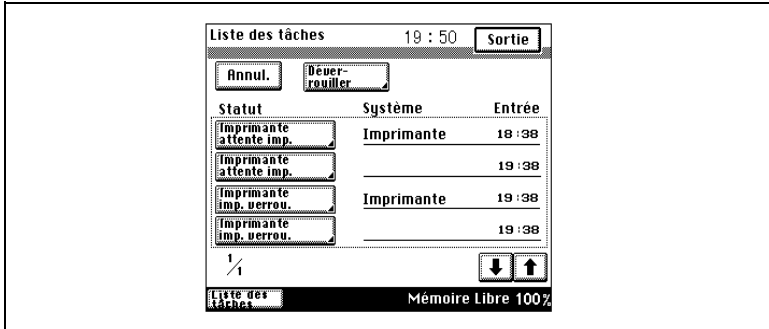 Liste des tâches 19:50 Sortie
Annul. Déver-
rouiller
Statut Système Entrée
Imprimante
attente imp. Imprimante 18:38
Imprimante
attente imp. 19:38
Imprimante
imp. verrou. Imprimante 19:38
Imprimante
imp. verrou. 19:38
1/1
Liste des
tâches Mémoire Libre 100%